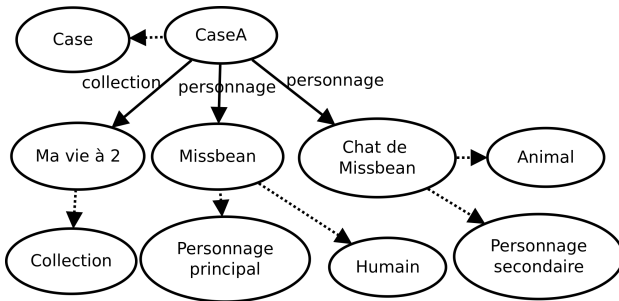 Case
CaseA
collection
personnage
personnage
Ma vie à 2
Missbean
Chat de
Missbean
Animal
Collection
Personnage
principal
Humain
Personnage
secondaire